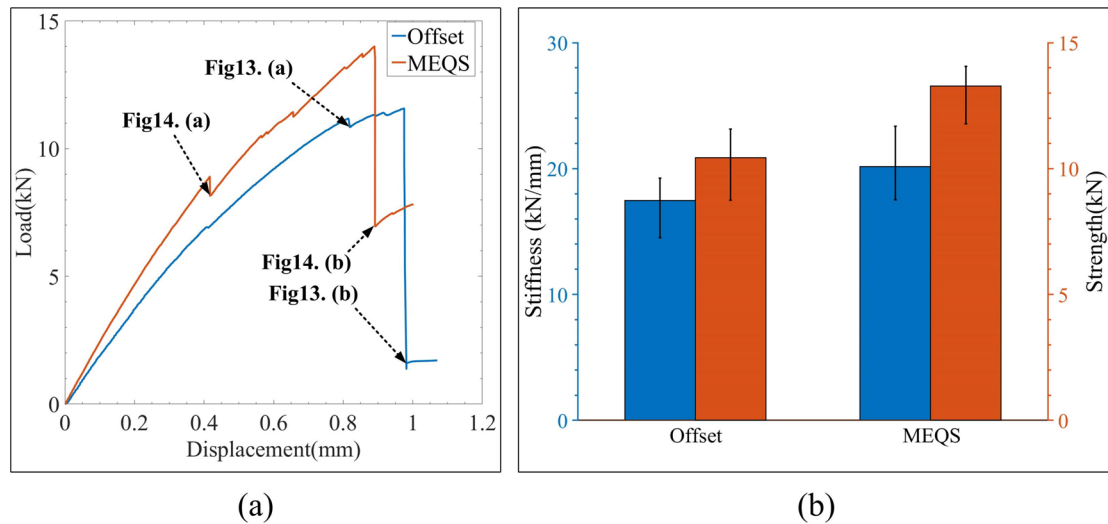 15
10
5
0
Load(kN)
0
0.2
0.4
0.6
0.8
1
1.2
Displacement(mm)
Offset
MEQS
Fig13. (a)
Fig14. (a)
Fig14. (b)
Fig13. (b)
(a)
30
20
10
0
Stiffness (kN/mm)
15
10
5
0
Strength(kN)
Offset
MEQS
(b)